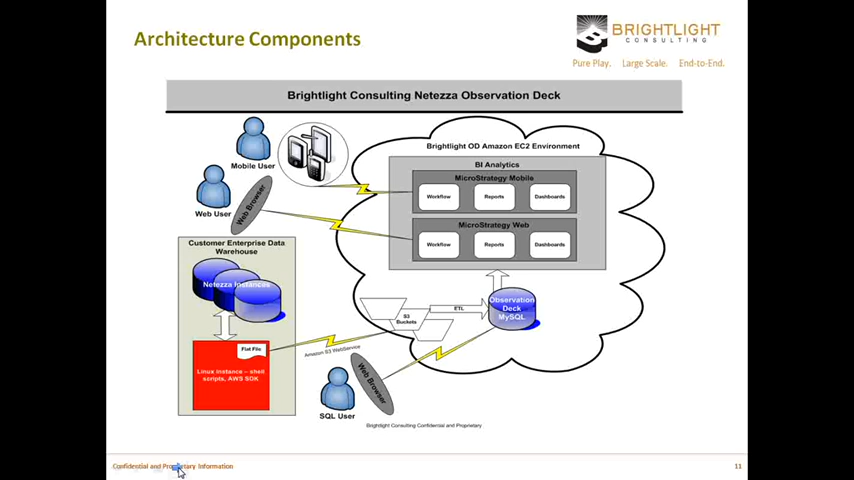 Architecture Components
BRIGHTLIGHT
CONSULTING
Pure Play. Large Scale. End-to-End.
Brightlight Consulting Netezza Observation Deck
Brightlight OD Amazon EC2 Environment
BI Analytics
MicroStrategy Mobile
Workflow
Reports
Dashboards
MicroStrategy Web
Workflow
Reports
Dashboards
Mobile User
Web User
Web Browser
Customer Enterprise Data
Warehouse
Netezza Instances
Flat File
Linux Instance – shell
scripts, AWS SDK
Amazon S3 WebService
S3
Buckets
ETL
Observation
Deck
MySQL
Web Browser
SQL User
Brightlight Consulting Confidential and Proprietary
Confidential and Proprietary Information
11